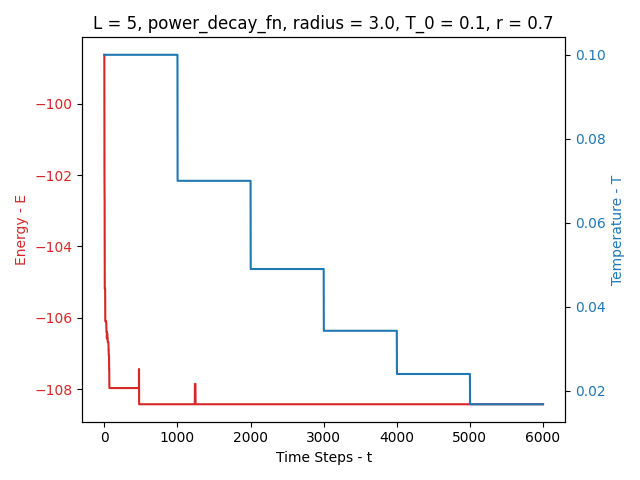 L = 5, power_decay_fn, radius = 3.0, T_0 = 0.1, r = 0.7
Energy - E
−100
−102
−104
−106
−108
0.10
0.08
0.06
0.04
0.02
Temperature - T
0 1000 2000 3000 4000 5000 6000
Time Steps - t